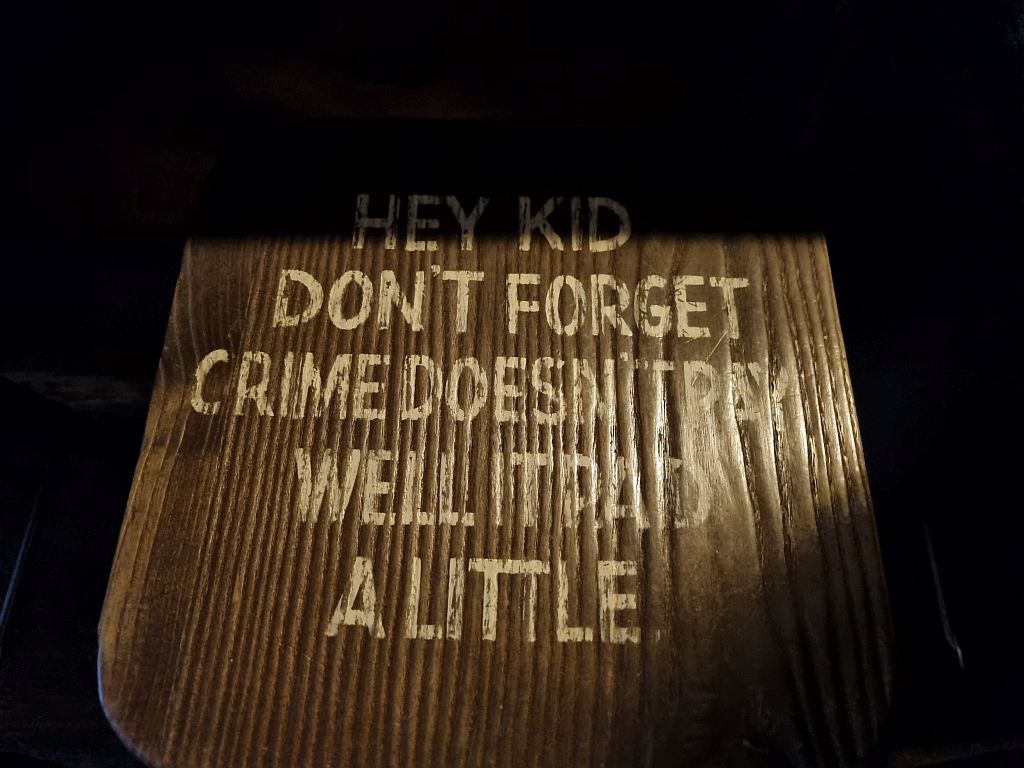 HEY KID
DON'T FORGET
CRIME DOESN'T PAY
WELL IT PAID
A LITTLE